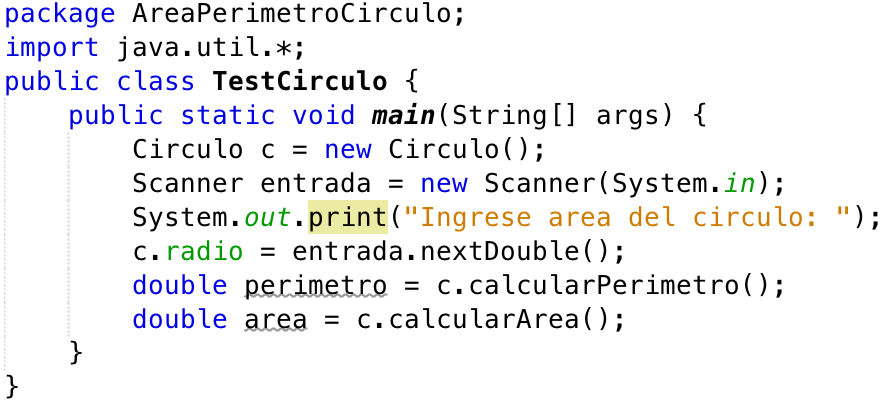 package AreaPerimetroCirculo;
import java.util.*;
public class TestCirculo {
    public static void main(String[] args) {
        Circulo c = new Circulo();
        Scanner entrada = new Scanner(System.in);
        System.out.print("Ingrese area del circulo: ");
        c.radio = entrada.nextDouble();
        double perimetro = c.calcularPerimetro();
        double area = c.calcularArea();
    }
}